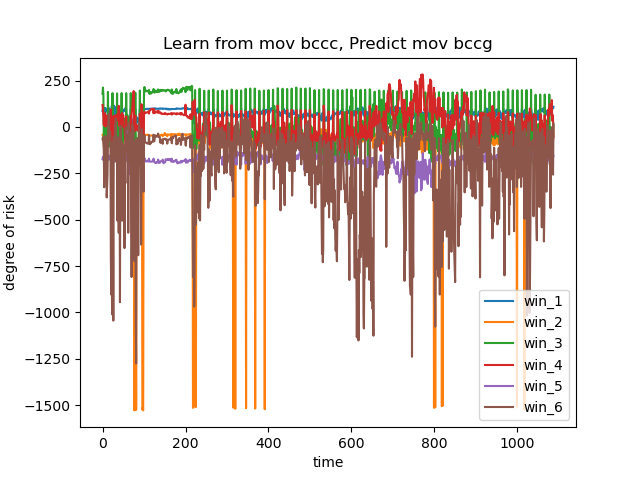 Learn from mov bccc, Predict mov bccg
degree of risk
250
0
−250
−500
−750
−1000
−1250
−1500
0
200
400
600
800
1000
time
win_1
win_2
win_3
win_4
win_5
win_6